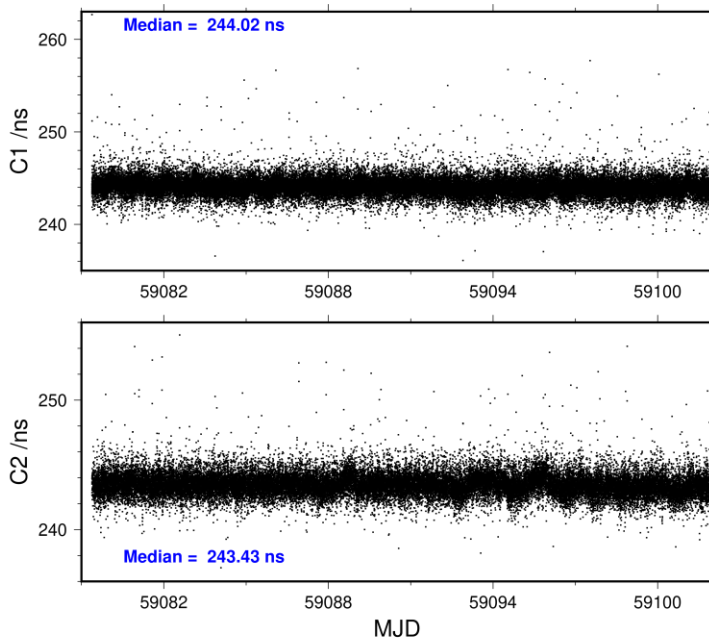 Median = 244.02 ns
260
250
240
C1 /ns
59082 59088 59094 59100
250
240
C2 /ns
Median = 243.43 ns
59082 59088 59094 59100
MJD